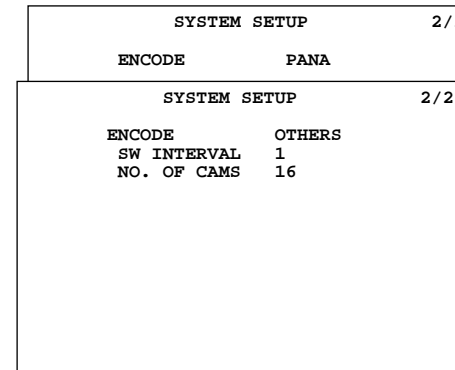 SYSTEM SETUP 2/
ENCODE PANA
SYSTEM SETUP 2/2
ENCODE OTHERS
SW INTERVAL 1
NO. OF CAMS 16